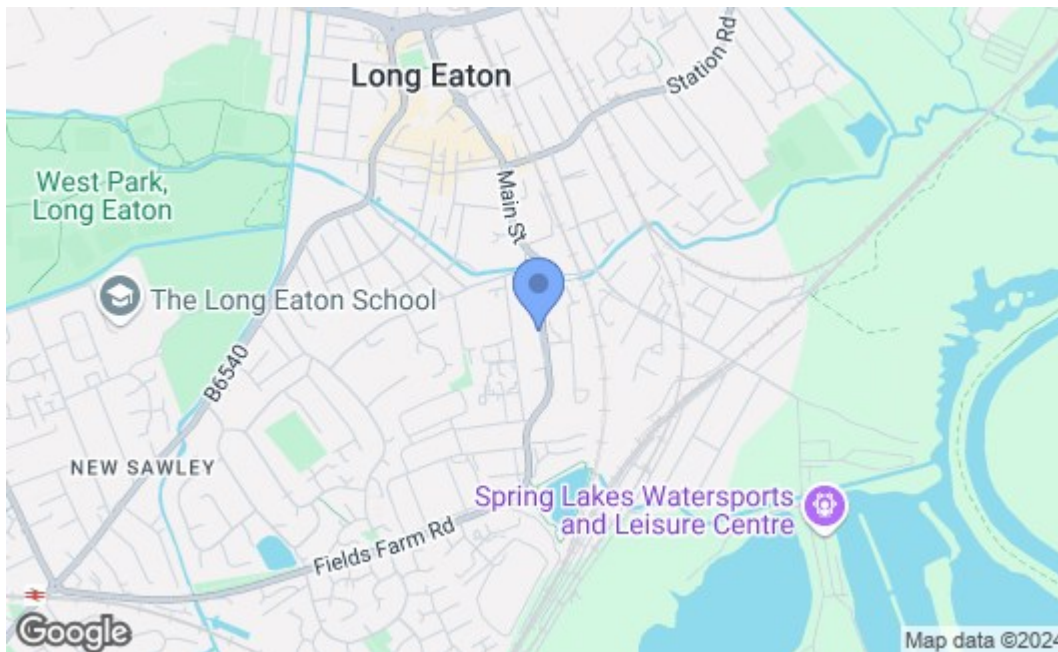 Long Eaton
Station Rd
West Park,
Long Eaton
Main St
The Long Eaton School
B6540
NEW SAWLEY
Spring Lakes Watersports
and Leisure Centre
Fields Farm Rd
Google
Map data ©2024